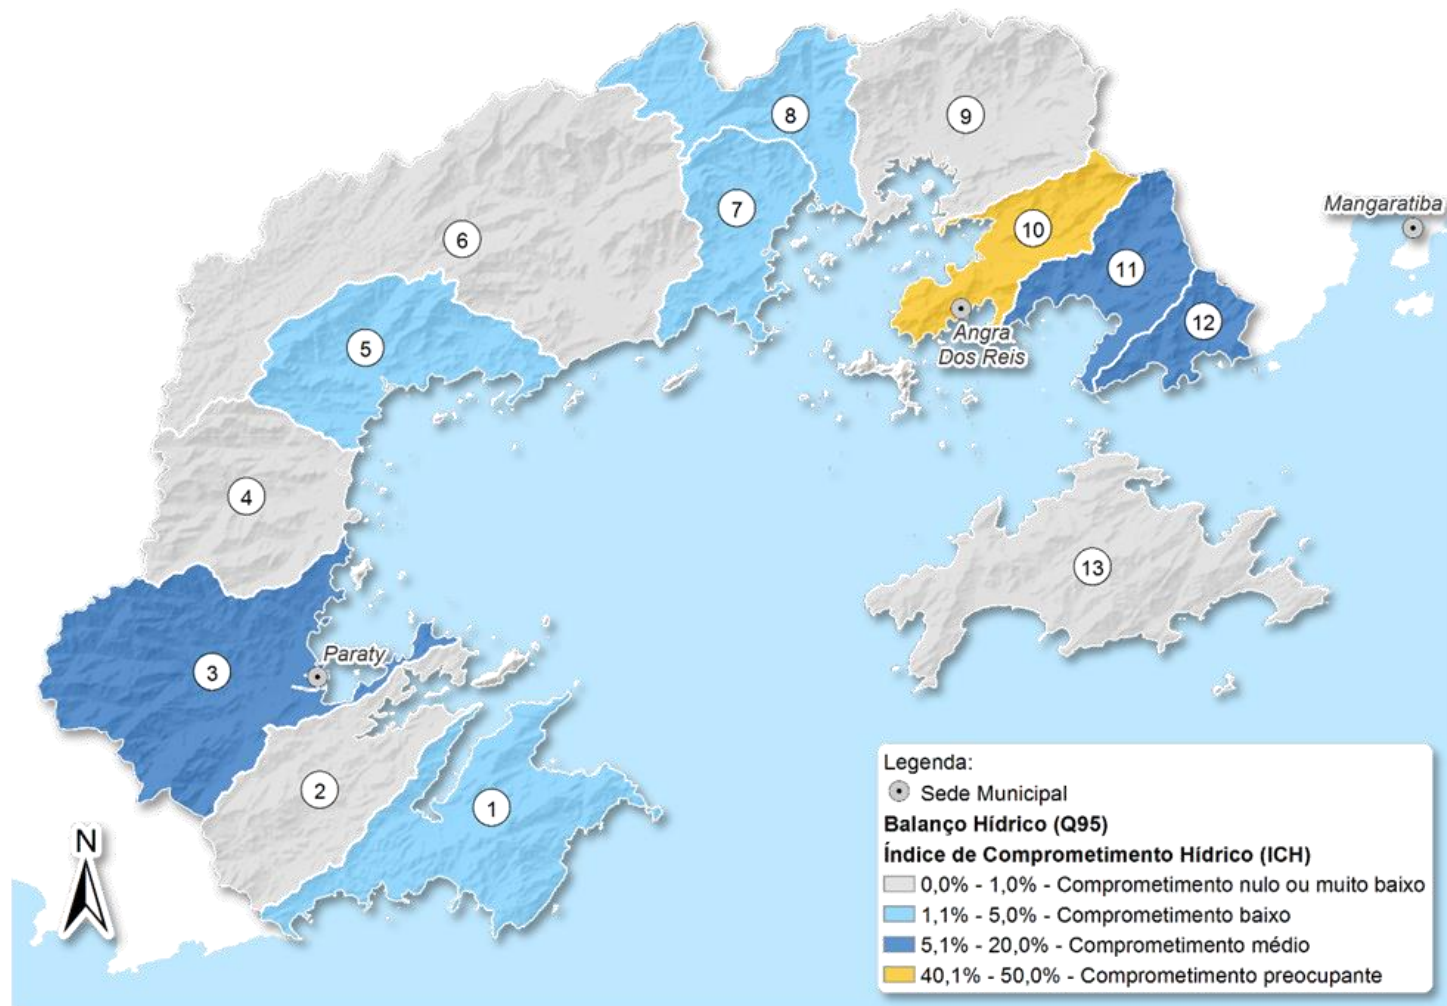 8
9
7
Mangaratiba
10
6
11
12
5
Angra
Dos Reis
4
13
3
Paraty
2
1
N
Legenda:
Sede Municipal
Balanço Hídrico (Q95)
Índice de Comprometimento Hídrico (ICH)
0,0% - 1,0% - Comprometimento nulo ou muito baixo
1,1% - 5,0% - Comprometimento baixo
5,1% - 20,0% - Comprometimento médio
40,1% - 50,0% - Comprometimento preocupante